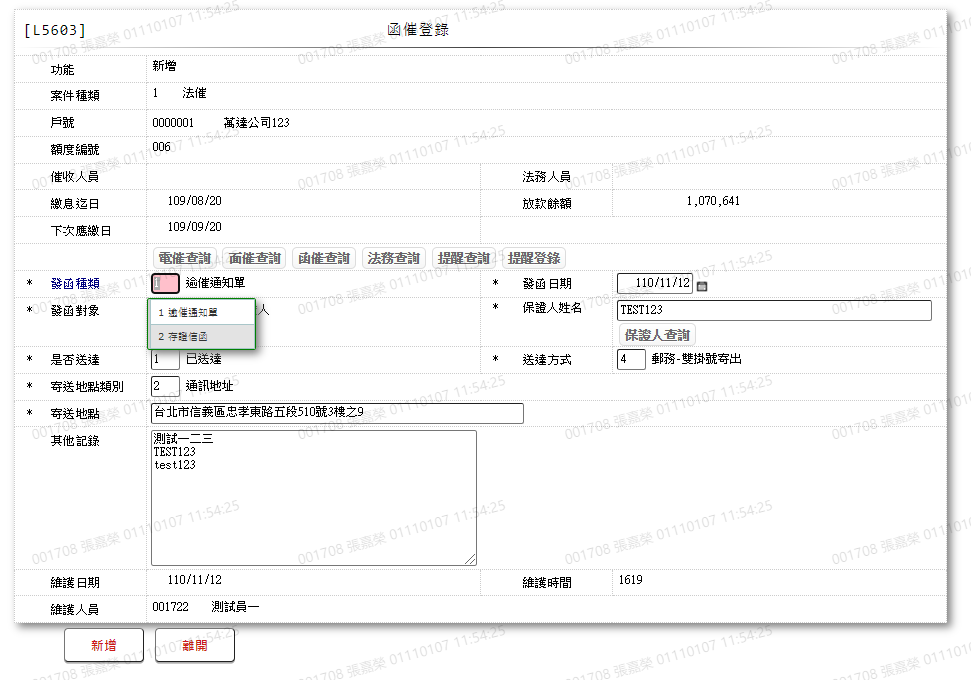 [L5603] 函催登錄
功能 新增
案件種類 1 法催
戶號 0000001 萬達公司123
額度編號 006
催收人員 法務人員
繳息迄日 109/08/20 放款餘額 1,070,641
下次應繳日 109/09/20
電催查詢 面催查詢 函催查詢 法務查詢 提醒查詢 提醒登錄
* 發函種類 1 逾催通知單 * 發函日期 110/11/12
1 逾催通知單
2 存證信函
* 發函對象 人 * 保證人姓名 TEST123
保證人查詢
* 是否送達 1 已送達 * 送達方式 4 郵務-雙掛號寄出
* 寄送地點類別 2 通訊地址
* 寄送地點 台北市信義區忠孝東路五段510號3樓之9
其他記錄 測試一二三
TEST123
test123
維護日期 110/11/12 維護時間 1619
維護人員 001722 測試員一
新增 離開
001708 張嘉榮 01110107 11:54:25